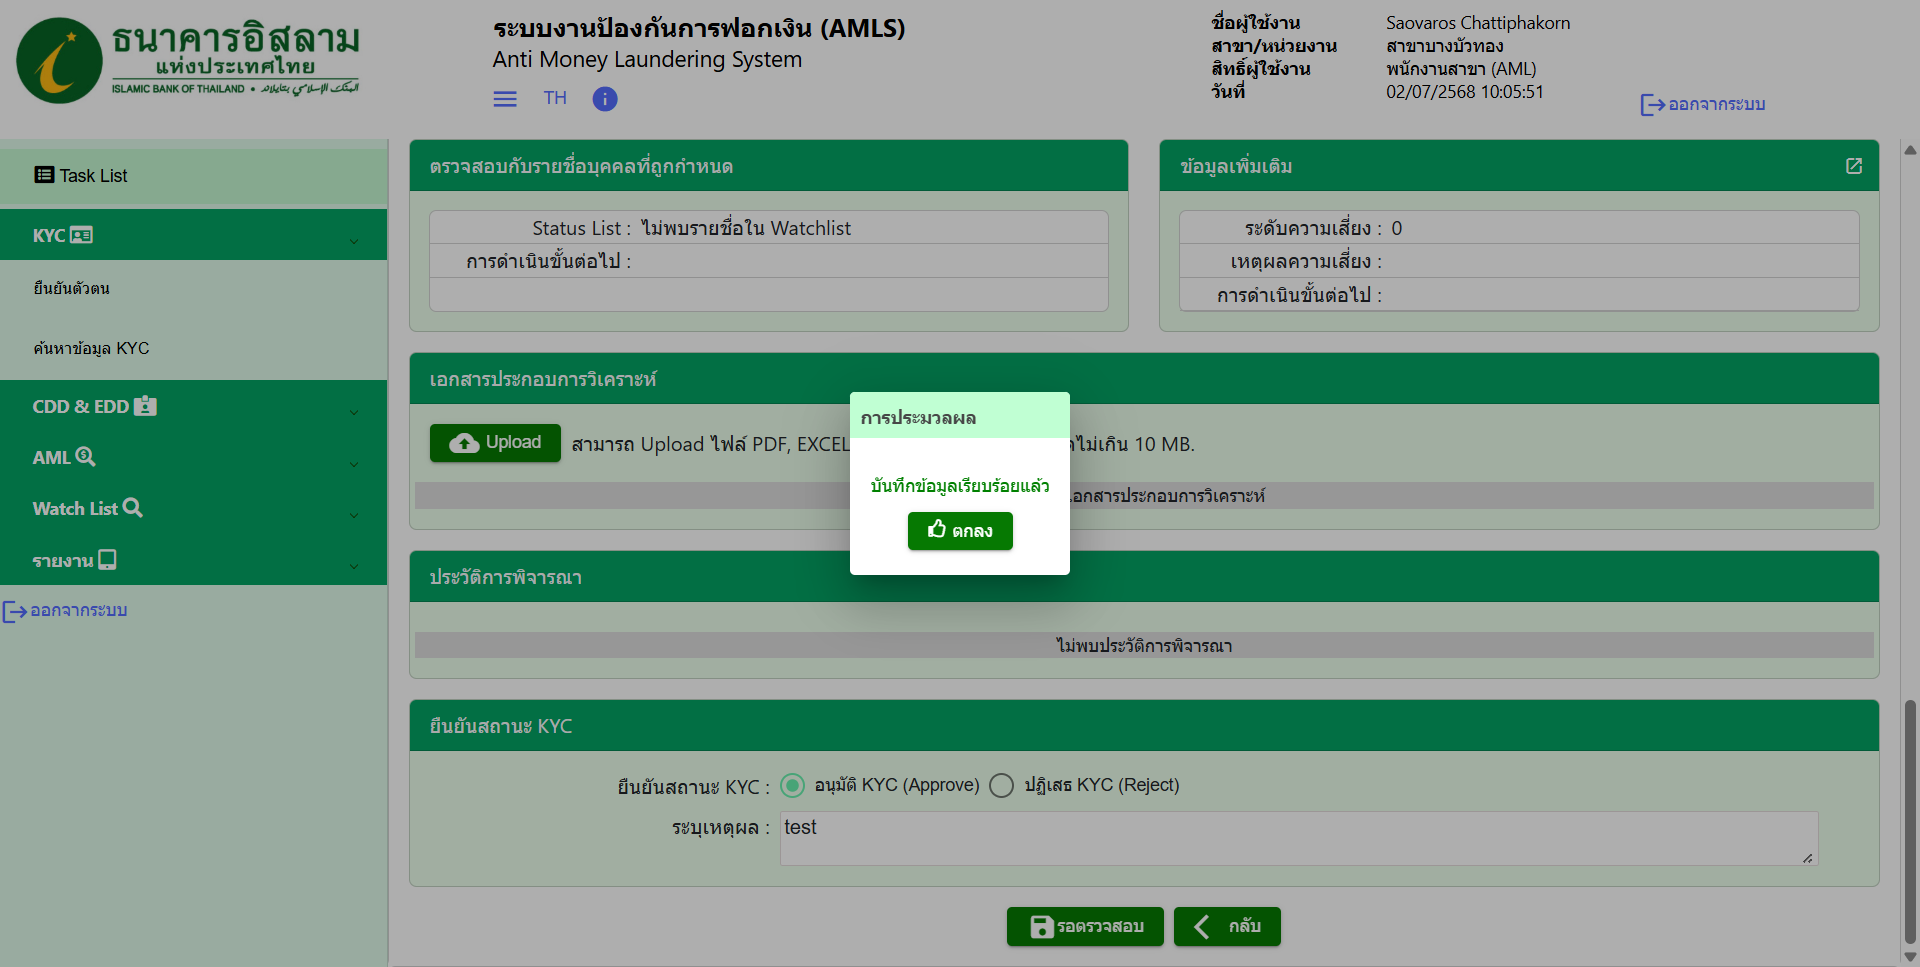 ธนาคารอิสลาม
แห่งประเทศไทย
ISLAMIC BANK OF THAILAND •
ระบบงานป้องกันการฟอกเงิน (AMLS)
Anti Money Laundering System
TH
ชื่อผู้ใช้งาน Saovaros Chattiphakorn
สาขา/หน่วยงาน สาขาบางบัวทอง
สิทธิ์ผู้ใช้งาน พนักงานสาขา (AML)
วันที่ 02/07/2568 10:05:51
ออกจากระบบ
Task List
KYC
ยืนยันตัวตน
ค้นหาข้อมูล KYC
CDD & EDD
AML
Watch List
รายงาน
ออกจากระบบ
ตรวจสอบกับรายชื่อบุคคลที่ถูกกำหนด
Status List : ไม่พบรายชื่อใน Watchlist
การดำเนินขั้นต่อไป :
ข้อมูลเพิ่มเติม
ระดับความเสี่ยง : 0
เหตุผลความเสี่ยง :
การดำเนินขั้นต่อไป :
เอกสารประกอบการวิเคราะห์
Upload สามารถ Upload ไฟล์ PDF, EXCEL
ไม่เกิน 10 MB.
เอกสารประกอบการวิเคราะห์
การประมวลผล
บันทึกข้อมูลเรียบร้อยแล้ว
ตกลง
ประวัติการพิจารณา
ไม่พบประวัติการพิจารณา
ยืนยันสถานะ KYC
ยืนยันสถานะ KYC : อนุมัติ KYC (Approve) ปฏิเสธ KYC (Reject)
ระบุเหตุผล : test
รอตรวจสอบ
กลับ